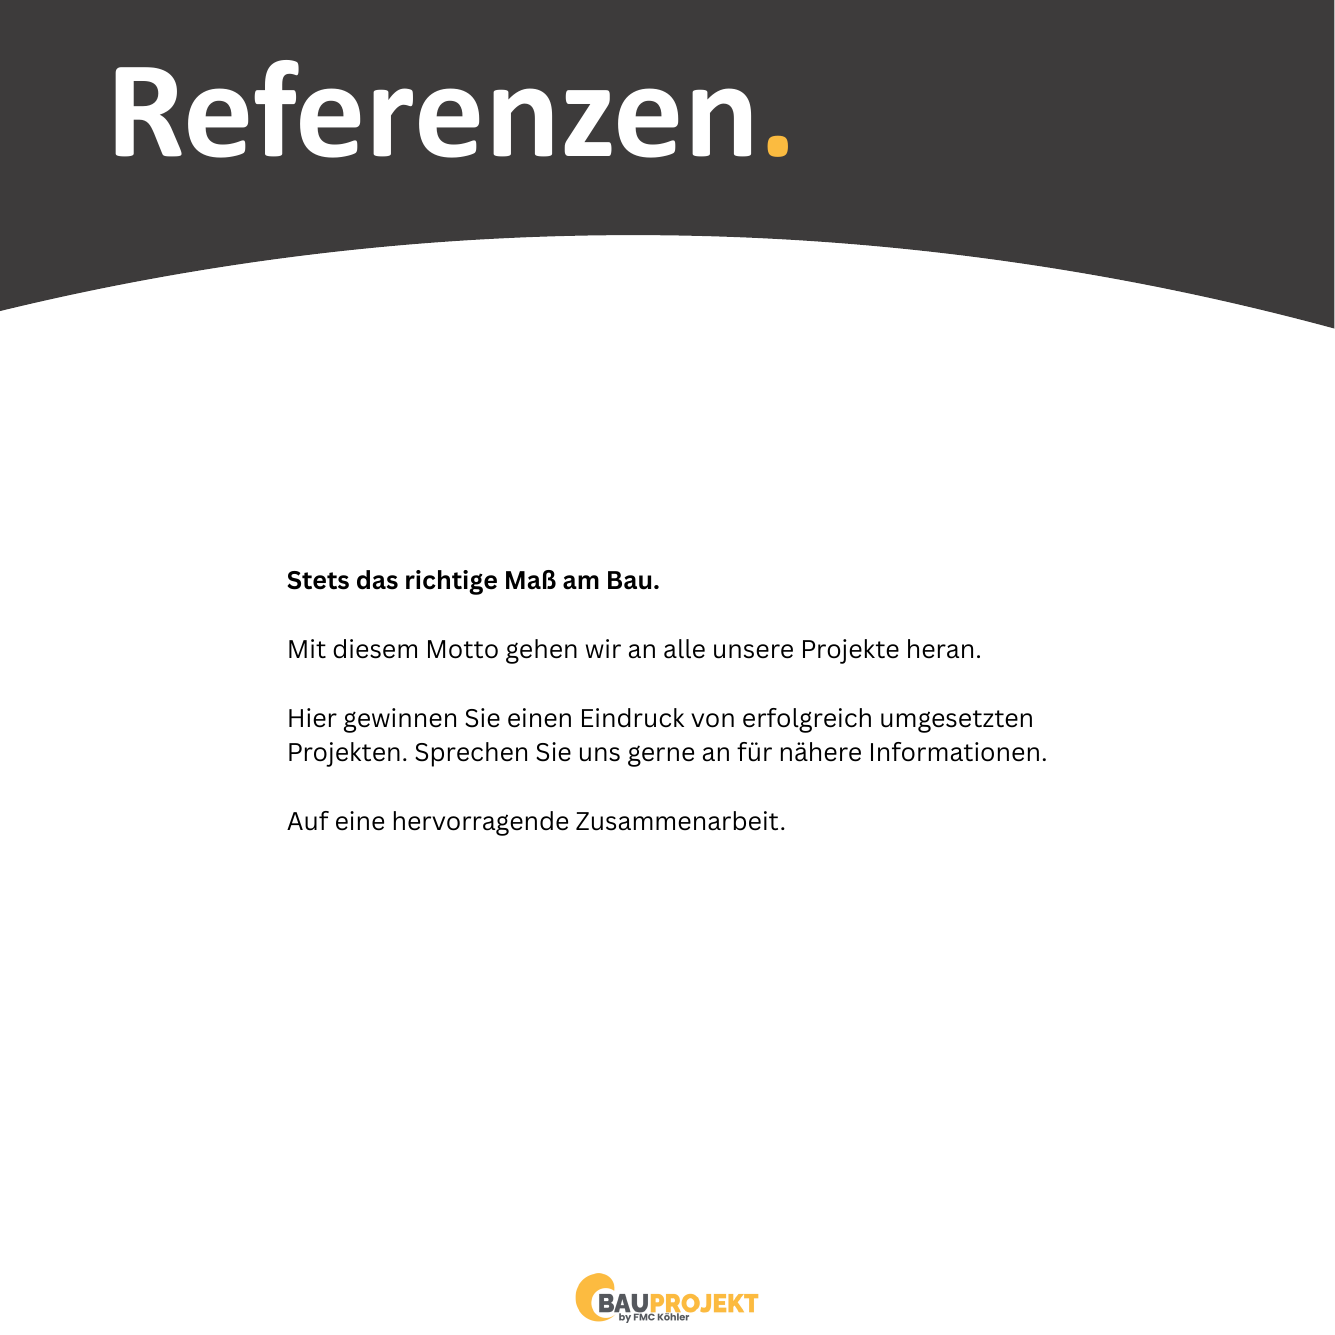 Referenzen.
Stets das richtige Maß am Bau.
Mit diesem Motto gehen wir an alle unsere Projekte heran.
Hier gewinnen Sie einen Eindruck von erfolgreich umgesetzten
Projekten. Sprechen Sie uns gerne an für nähere Informationen.
Auf eine hervorragende Zusammenarbeit.
BAUPROJEKT
by FMC Köhler